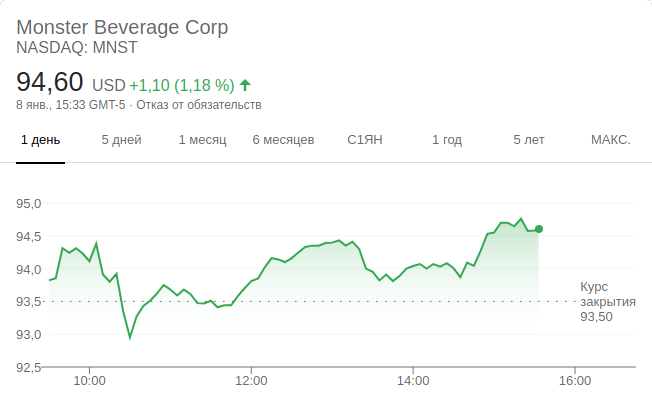 Monster Beverage Corp
NASDAQ: MNST
94,60 USD +1,10 (1,18 %)
8 янв., 15:33 GMT-5 · Отказ от обязательств
1 день 5 дней 1 месяц 6 месяцев С1ЯН 1 год 5 лет МАКС.
95,0
94,5
94,0
93,5
93,0
92,5
Курс
закрытия
93,50
10:00 12:00 14:00 16:00